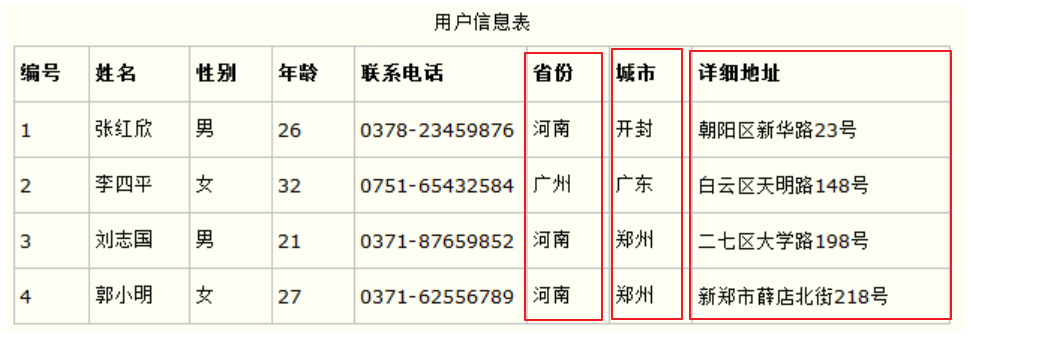 用户信息表
编号 姓名 性别 年龄 联系电话 省份 城市 详细地址
1 张红欣 男 26 0378-23459876 河南 开封 朝阳区新华路23号
2 李四平 女 32 0751-65432584 广州 广东 白云区天明路148号
3 刘志国 男 21 0371-87659852 河南 郑州 二七区大学路198号
4 郭小明 女 27 0371-62556789 河南 郑州 新郑市薛店北街218号